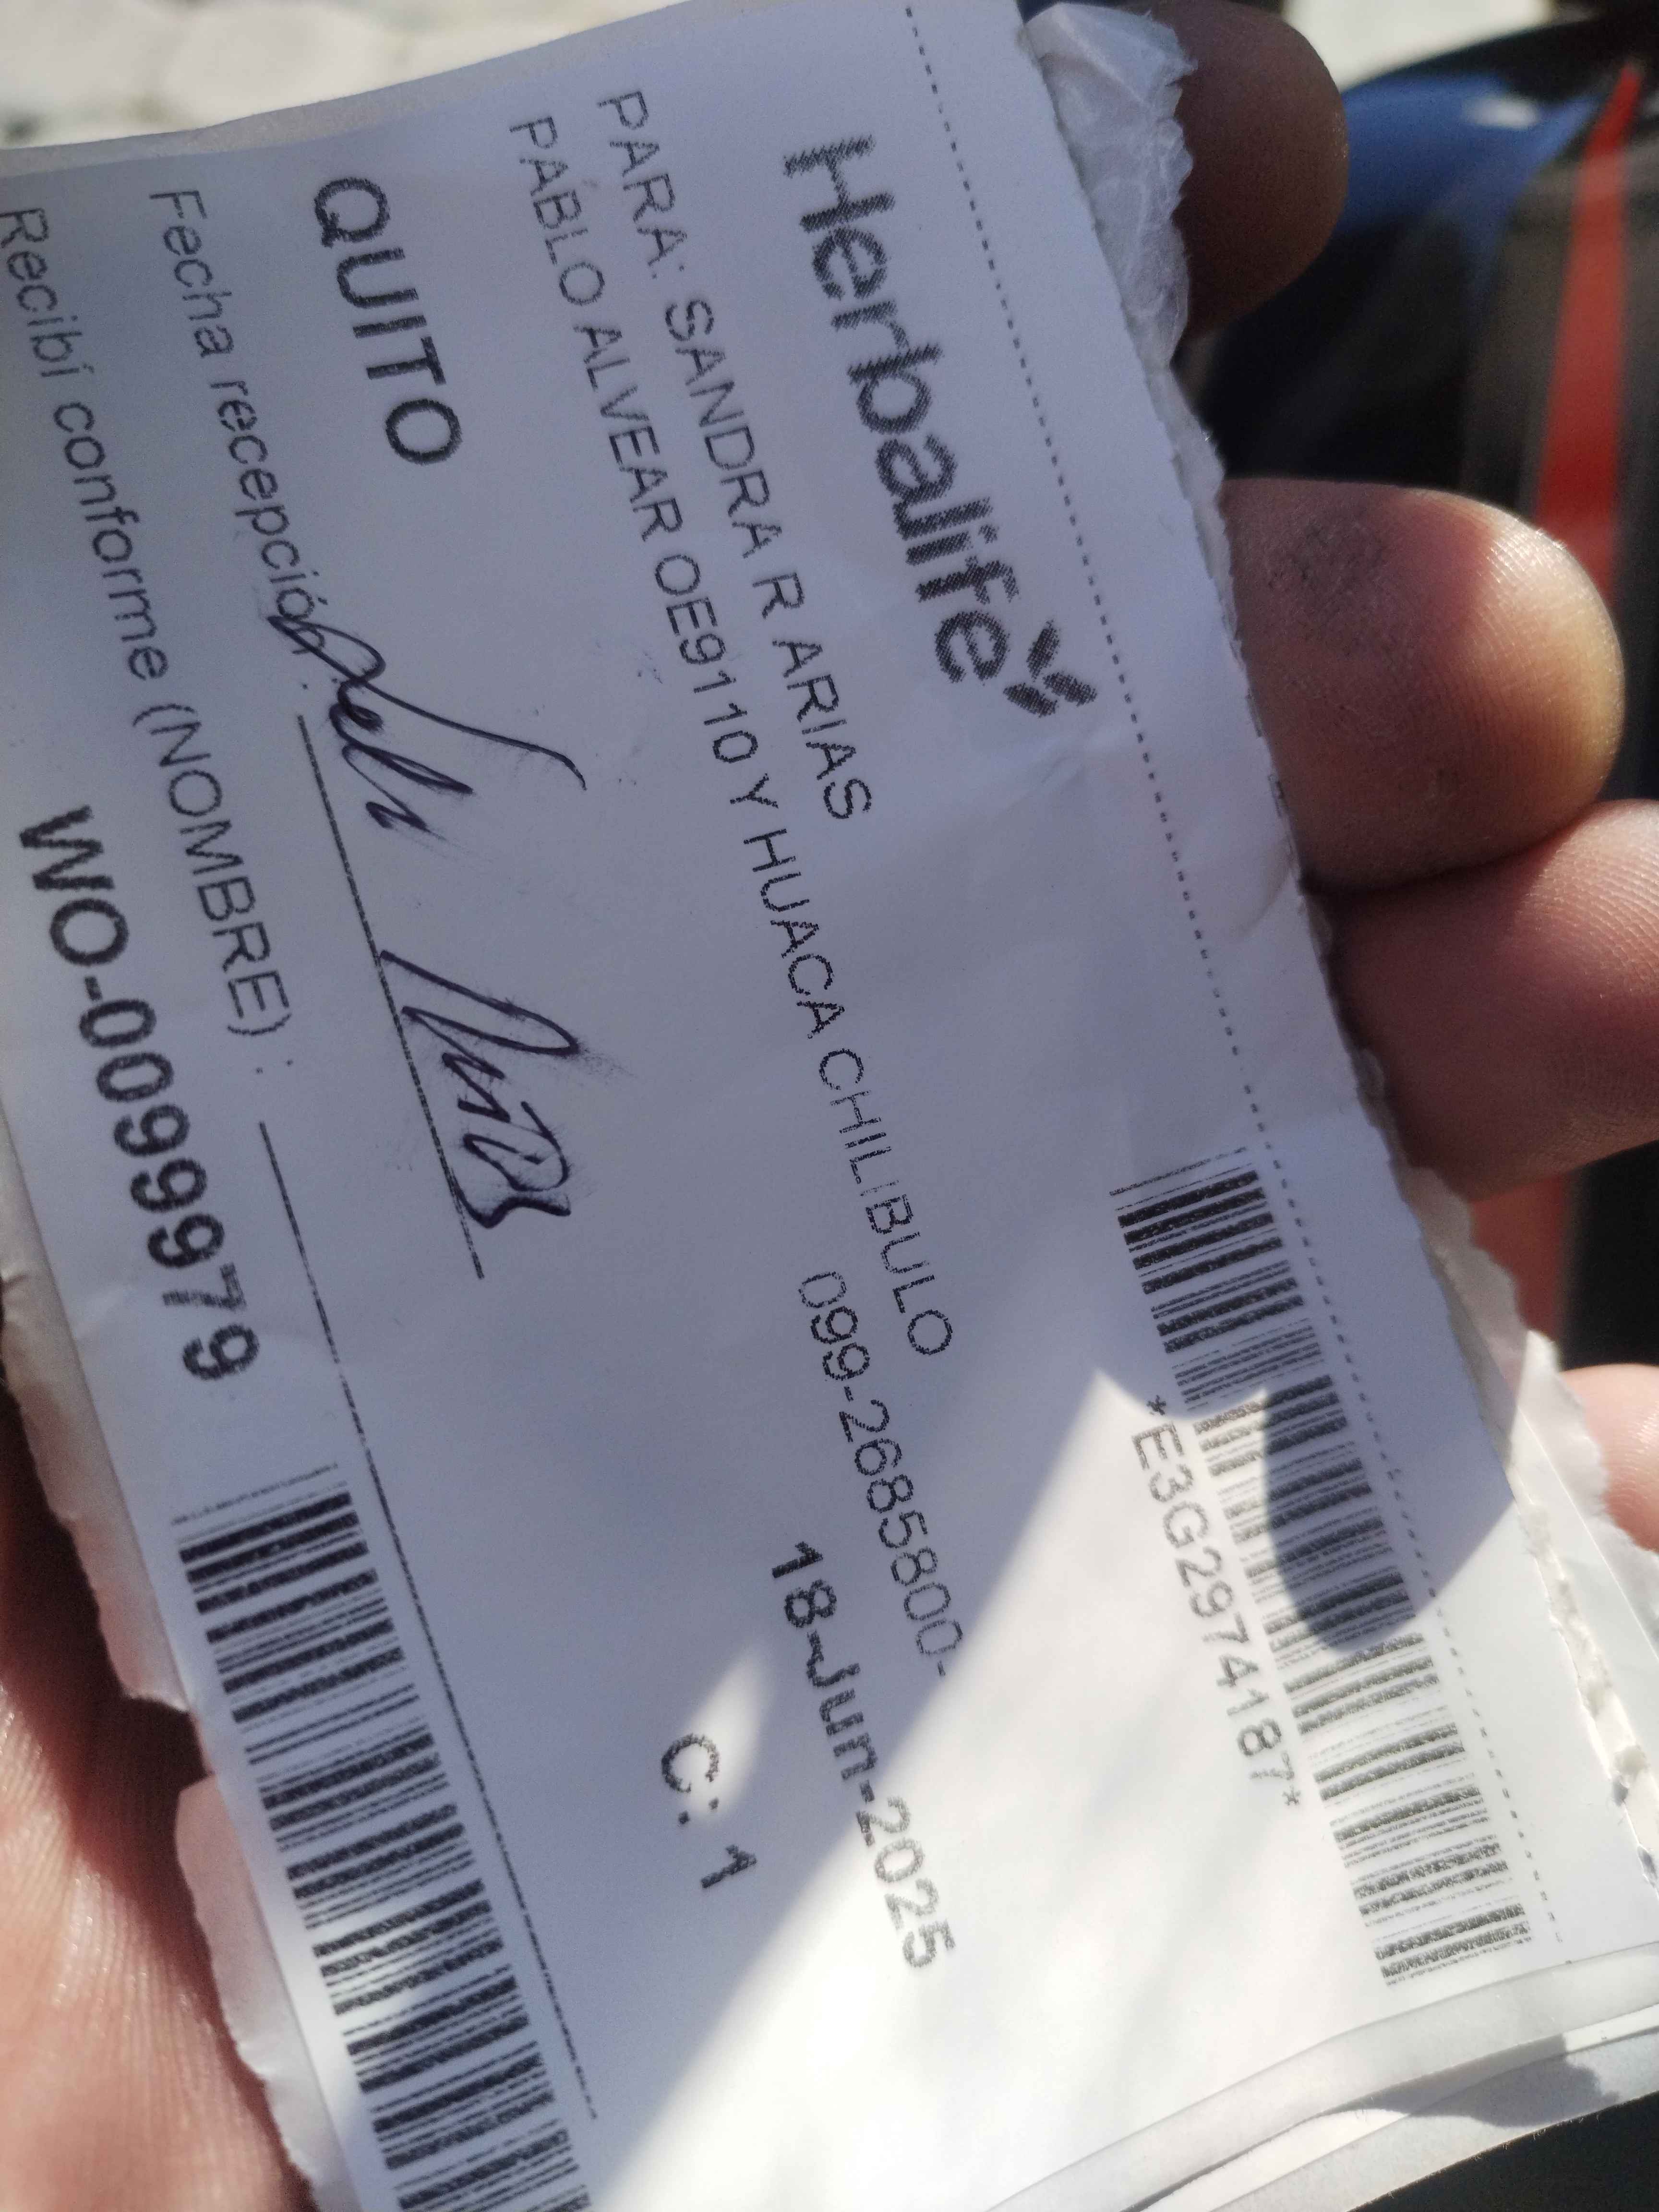 *E3G2974187*
Herbalife
PARA: SANDRA R ARIAS
PABLO ALVEAR OE9110 Y HUACA CHILIBULO
099-2685800-
18-Jun-2025
QUITO
C: 1
Fecha recepción:
Recibí conforme (NOMBRE) :
WO-00999979